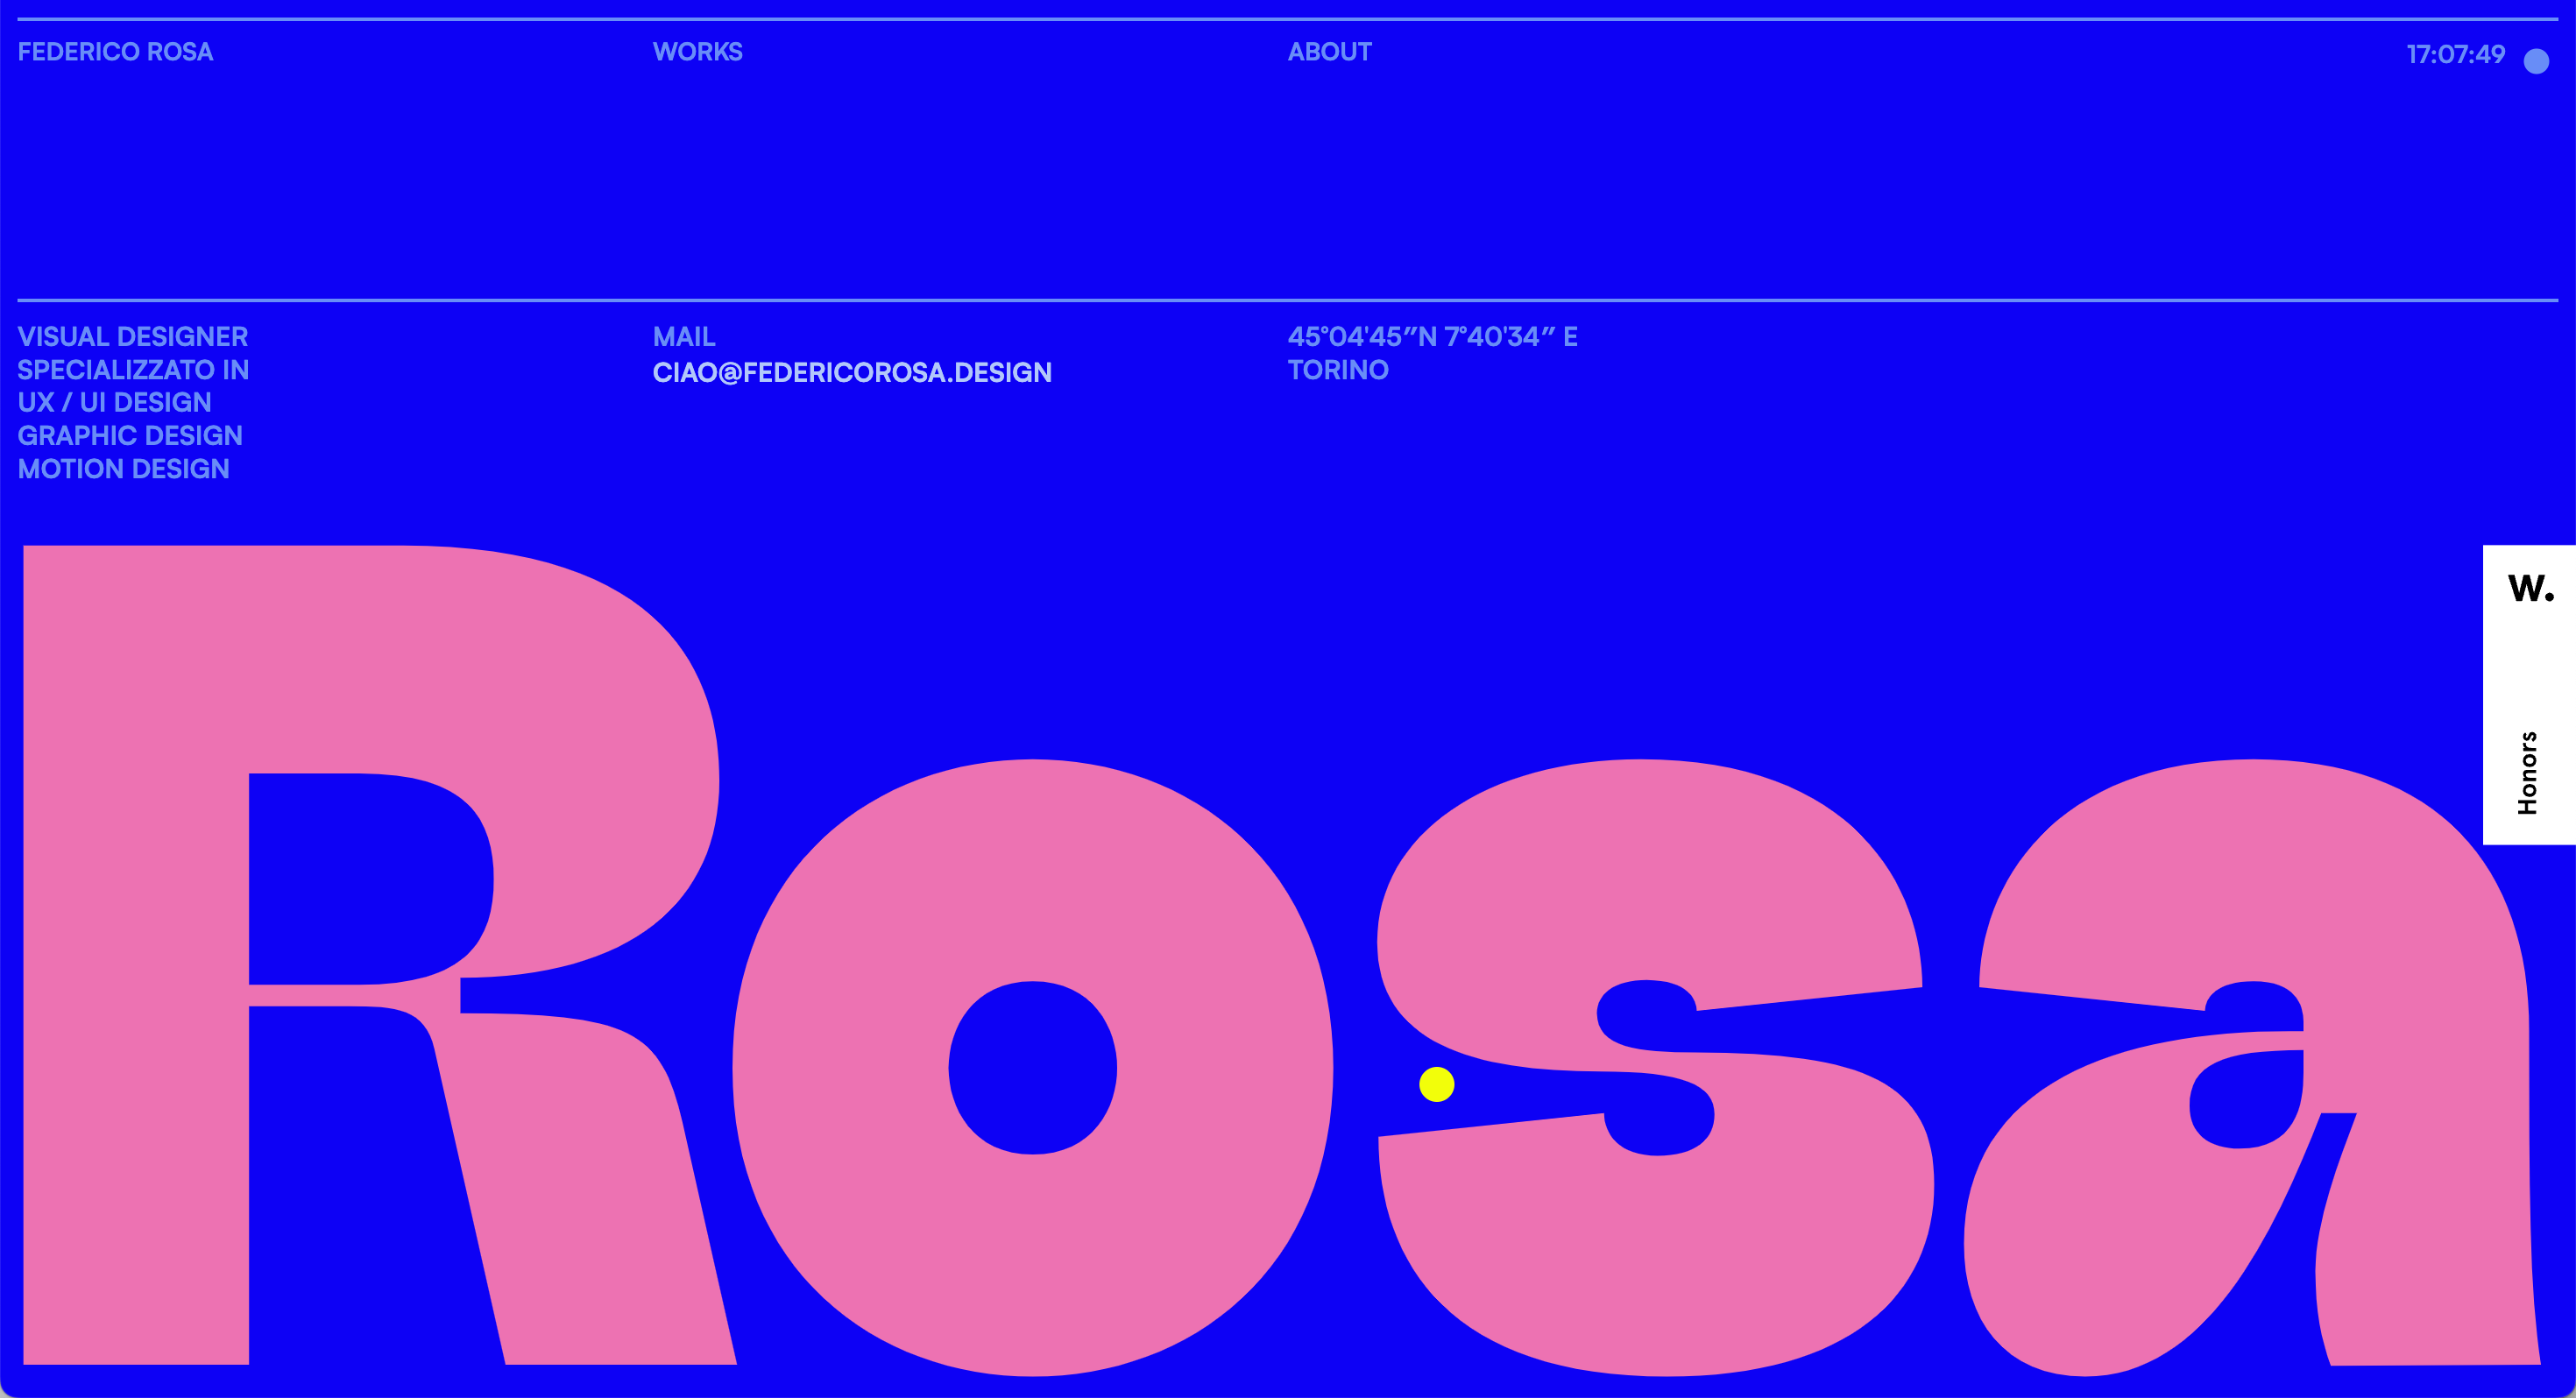 FEDERICO ROSA
WORKS
ABOUT
17:07:49
VISUAL DESIGNER
SPECIALIZZATO IN
UX / UI DESIGN
GRAPHIC DESIGN
MOTION DESIGN
MAIL
CIAO@FEDERICOROSA.DESIGN
45°04'45”N 7°40'34” E
TORINO
Rosa
W.
Honors